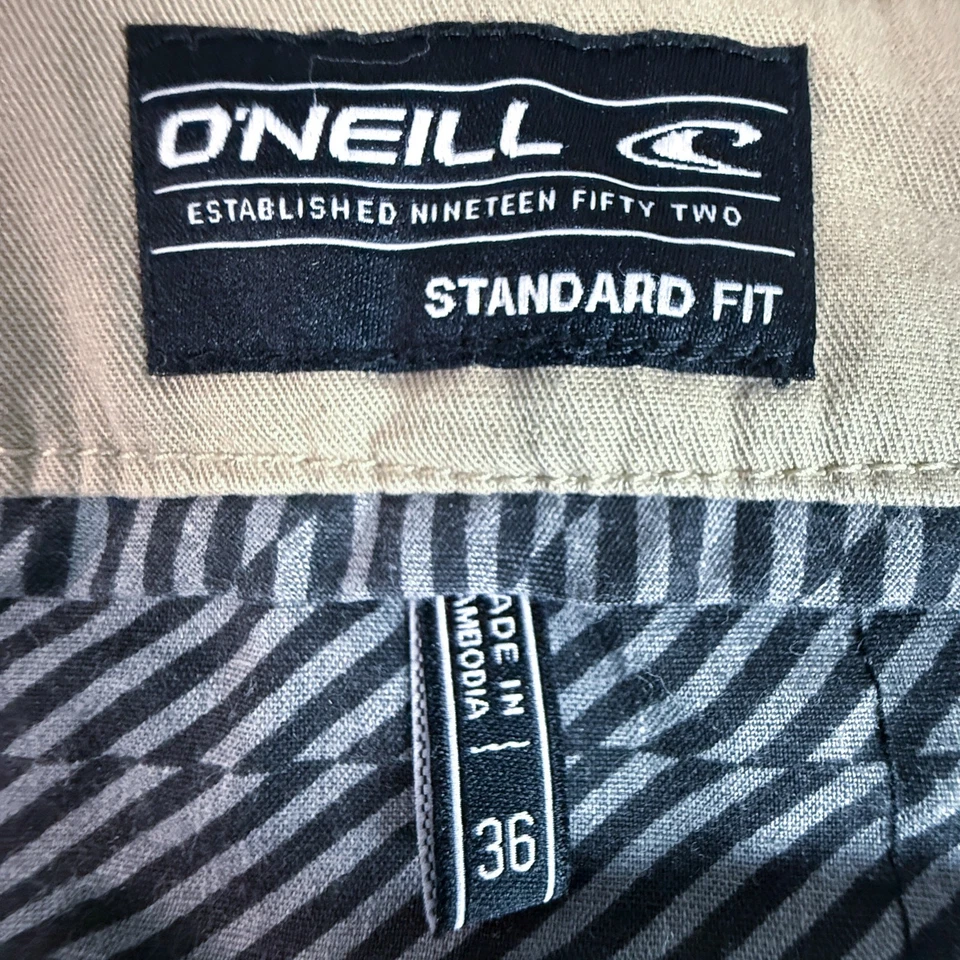 O'NEILL
ESTABLISHED NINETEEN FIFTY TWO
STANDARD FIT
ADE IN
AMBODIA
36